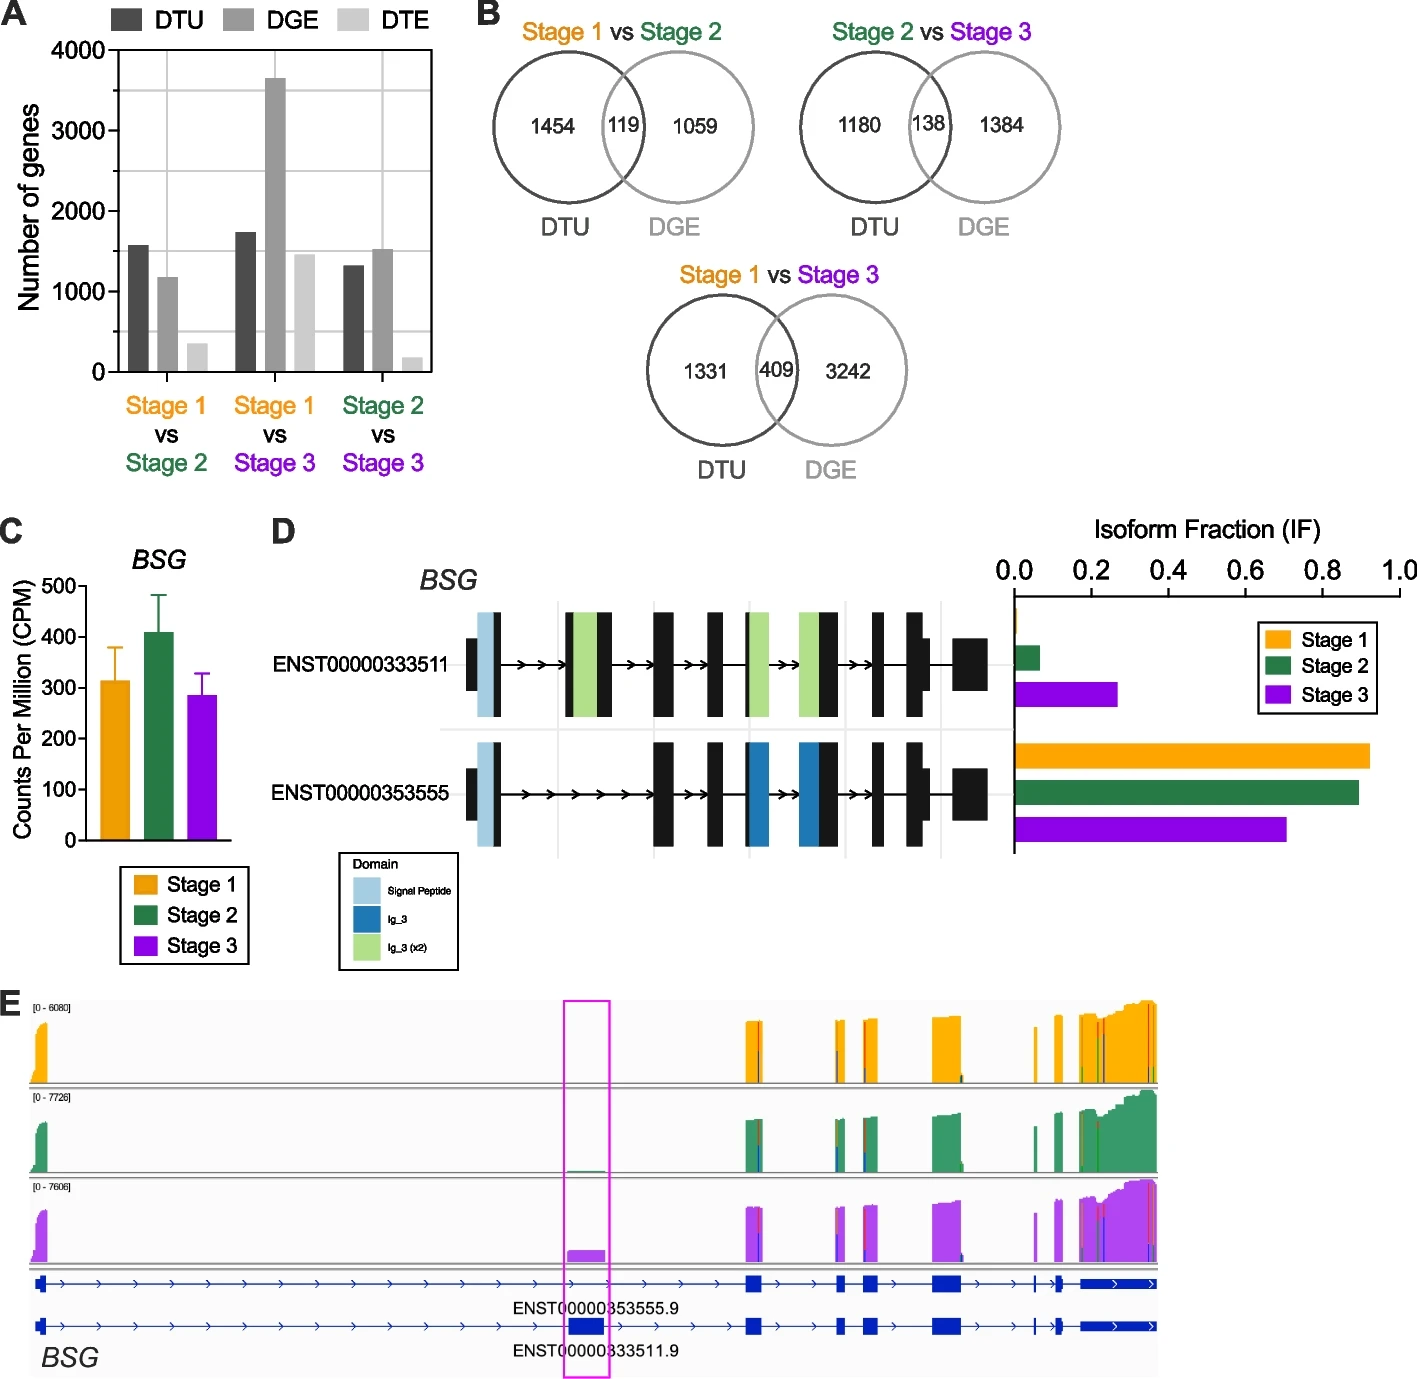 A
DTU DGE DTE
Number of genes
4000
3000
2000
1000
0
Stage 1 vs Stage 2
Stage 1 vs Stage 3
Stage 2 vs Stage 3
B
Stage 1 vs Stage 2
1454 119 1059
DTU DGE
Stage 2 vs Stage 3
1180 138 1384
DTU DGE
Stage 1 vs Stage 3
1331 409 3242
DTU DGE
C
BSG
Counts Per Million (CPM)
500
400
300
200
100
0
Stage 1
Stage 2
Stage 3
D
BSG
Isoform Fraction (IF)
0.0 0.2 0.4 0.6 0.8 1.0
ENST00000333511
ENST00000353555
Stage 1
Stage 2
Stage 3
Domain
Signal Peptide
Ig_3
Ig_3 (x2)
E
[0 - 6080]
[0 - 7726]
[0 - 7606]
ENST00000353555.9
ENST00000333511.9
BSG